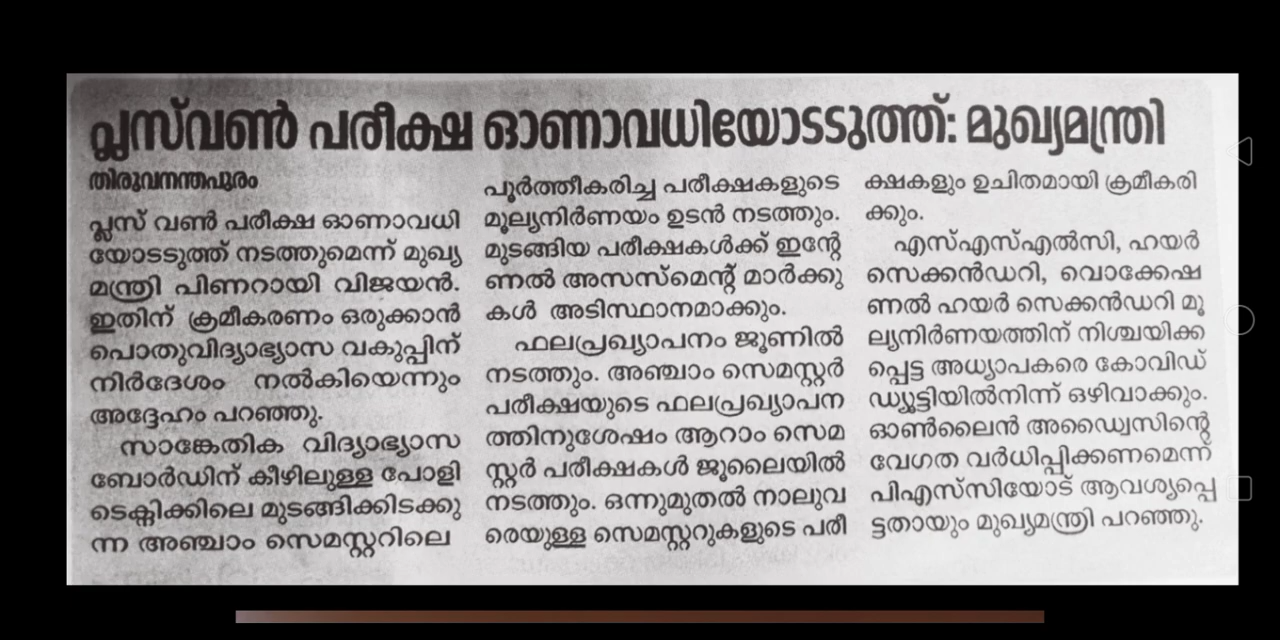 പ്ലസ്‌വൺ പരീക്ഷ ഓണാവധിയോടടുത്ത്: മുഖ്യമന്ത്രി
തിരുവനന്തപുരം
പ്ലസ് വൺ പരീക്ഷ ഓണാവധി
യോടടുത്ത് നടത്തുമെന്ന് മുഖ്യ
മന്ത്രി പിണറായി വിജയൻ.
ഇതിന് ക്രമീകരണം ഒരുക്കാൻ
പൊതുവിദ്യാഭ്യാസ വകുപ്പിന്
നിർദേശം നൽകിയെന്നും
അദ്ദേഹം പറഞ്ഞു.
സാങ്കേതിക വിദ്യാഭ്യാസ
ബോർഡിന് കീഴിലുള്ള പോളി
ടെക്നിക്കിലെ മുടങ്ങിക്കിടക്കു
ന്ന അഞ്ചാം സെമസ്റ്ററിലെ
പൂർത്തീകരിച്ച പരീക്ഷകളുടെ
മൂല്യനിർണയം ഉടൻ നടത്തും.
മുടങ്ങിയ പരീക്ഷകൾക്ക് ഇന്റേ
ണൽ അസസ്മെന്റ് മാർക്കു
കൾ അടിസ്ഥാനമാക്കും.
ഫലപ്രഖ്യാപനം ജൂണിൽ
നടത്തും. അഞ്ചാം സെമസ്റ്റർ
പരീക്ഷയുടെ ഫലപ്രഖ്യാപന
ത്തിനുശേഷം ആറാം സെമ
സ്റ്റർ പരീക്ഷകൾ ജൂലൈയിൽ
നടത്തും. ഒന്നുമുതൽ നാലുവ
രെയുള്ള സെമസ്റ്ററുകളുടെ പരീ
ക്ഷകളും ഉചിതമായി ക്രമീകരി
ക്കും.
എസ്എസ്എൽസി, ഹയർ
സെക്കൻഡറി, വൊക്കേഷ
ണൽ ഹയർ സെക്കൻഡറി മൂ
ല്യനിർണയത്തിന് നിശ്ചയിക്ക
പ്പെട്ട അധ്യാപകരെ കോവിഡ്
ഡ്യൂട്ടിയിൽനിന്ന് ഒഴിവാക്കും.
ഓൺലൈൻ അഡ്വൈസിന്റെ
വേഗത വർധിപ്പിക്കണമെന്ന്
പിഎസ്‌സിയോട് ആവശ്യപ്പെ
ട്ടതായും മുഖ്യമന്ത്രി പറഞ്ഞു.